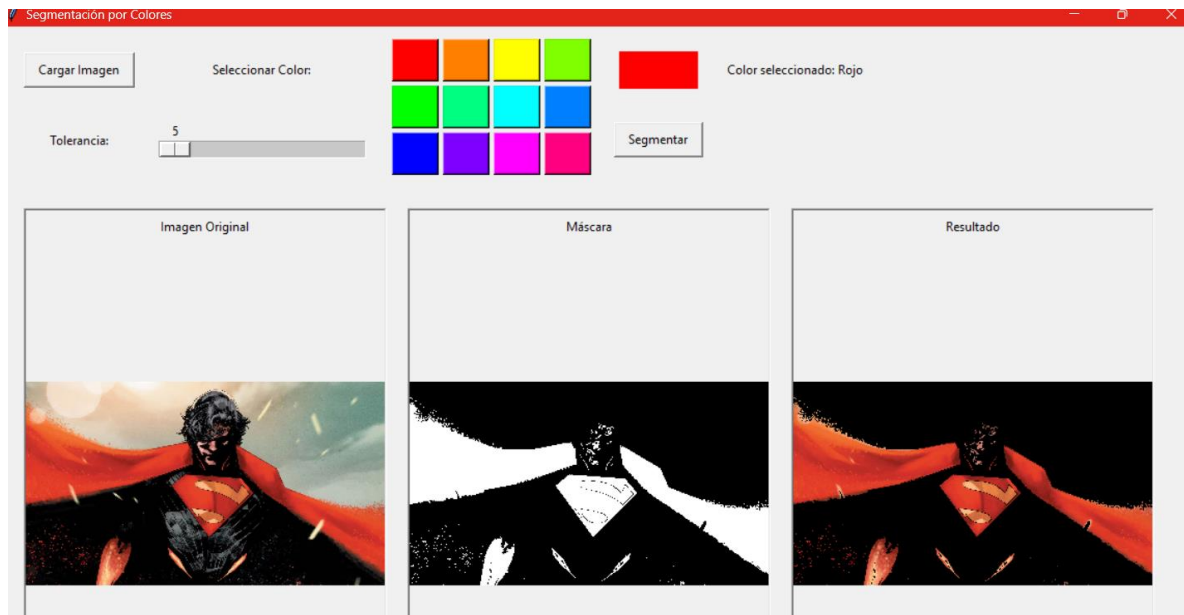 Segmentación por Colores
Cargar Imagen
Seleccionar Color:
Color seleccionado: Rojo
Tolerancia:
5
Segmentar
Imagen Original
Máscara
Resultado